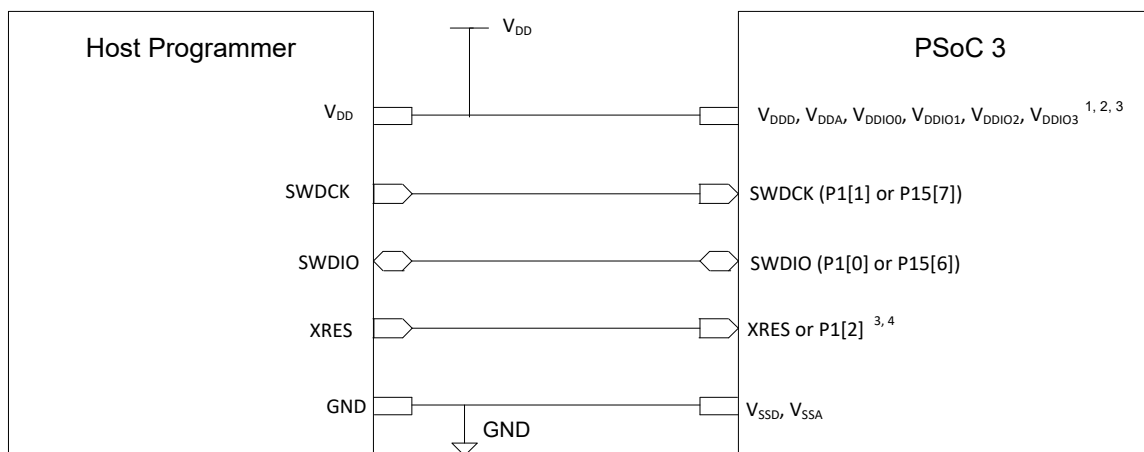 V_DD
Host Programmer
PSoC 3
V_DD
V_DDD, V_DDA, V_DDIO0, V_DDIO1, V_DDIO2, V_DDIO3 1, 2, 3
SWDCK
SWDCK (P1[1] or P15[7])
SWDIO
SWDIO (P1[0] or P15[6])
XRES
XRES or P1[2] 3, 4
GND
V_SSD, V_SSA
GND